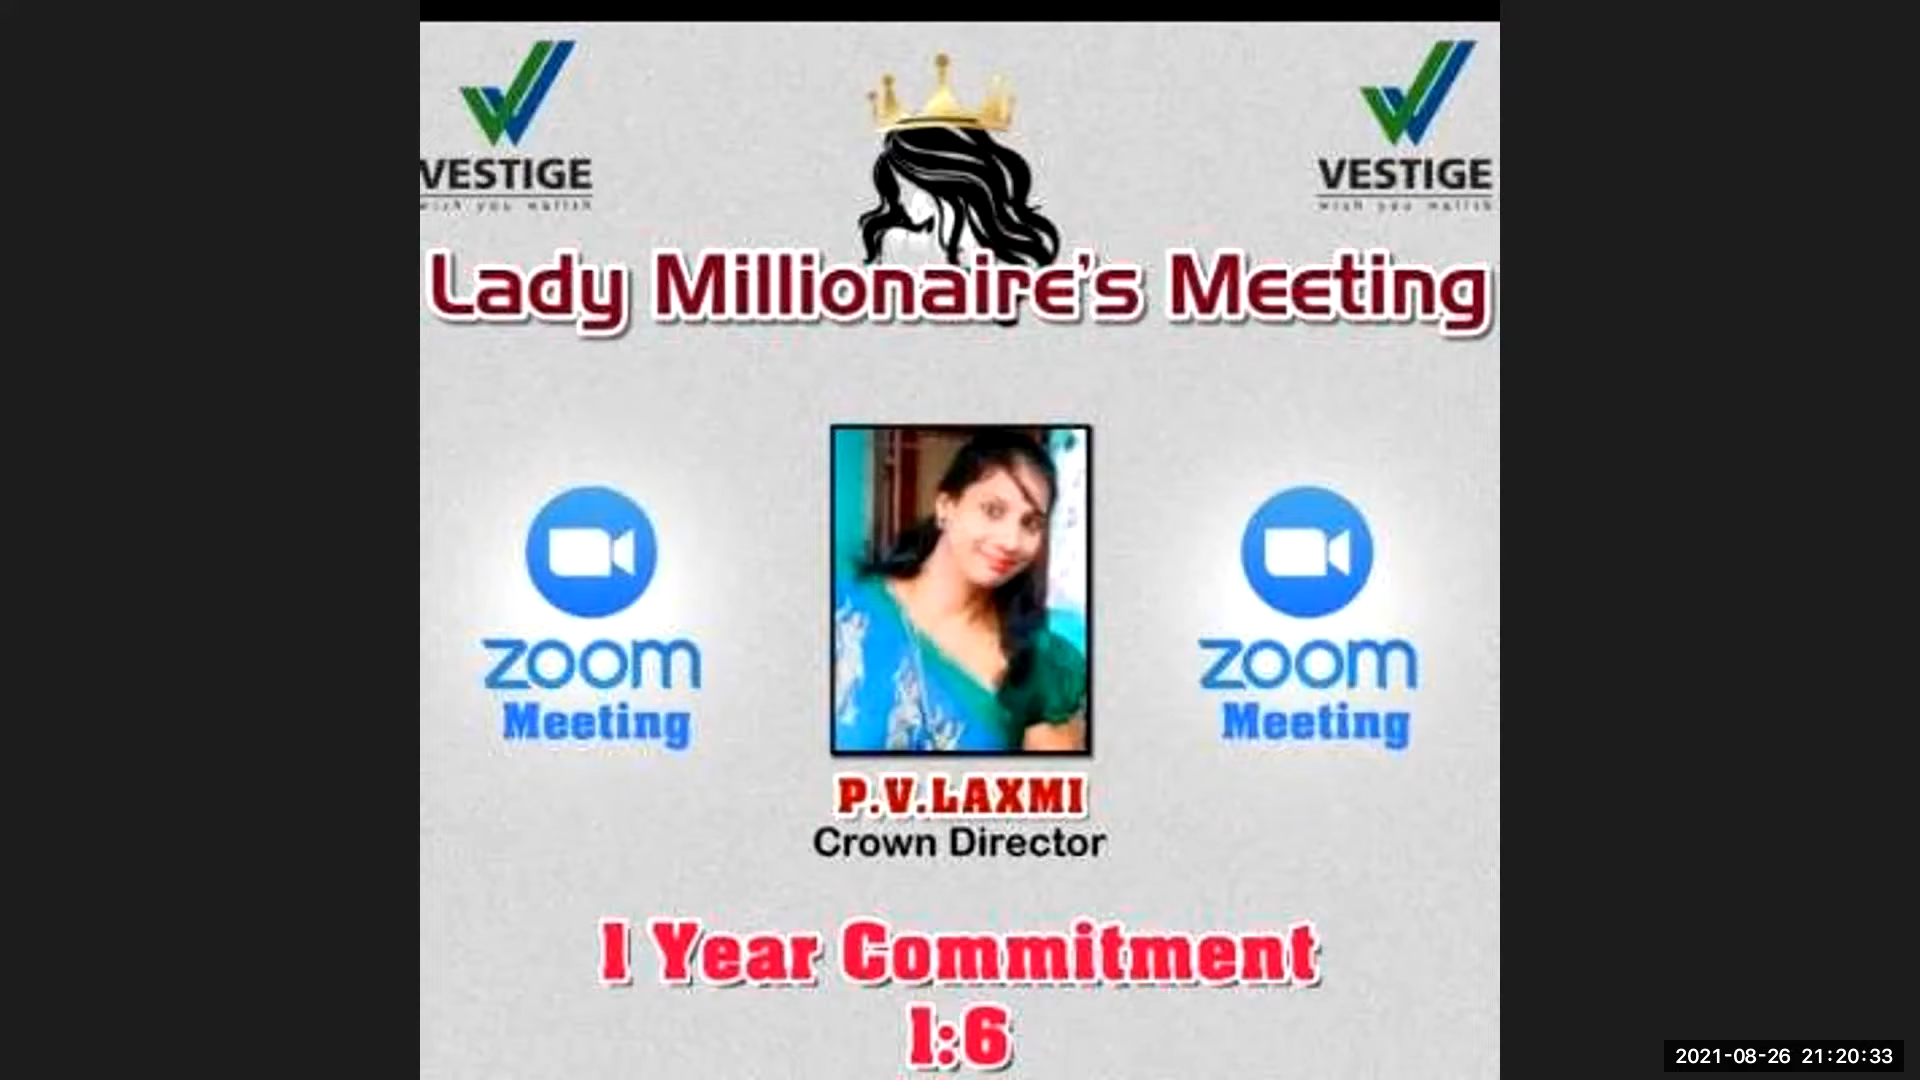 VESTIGE
VESTIGE
Lady Millionaire's Meeting
zoom
Meeting
zoom
Meeting
P.V.LAXMI
Crown Director
1 Year Commitment
1:6
2021-08-26 21:20:33